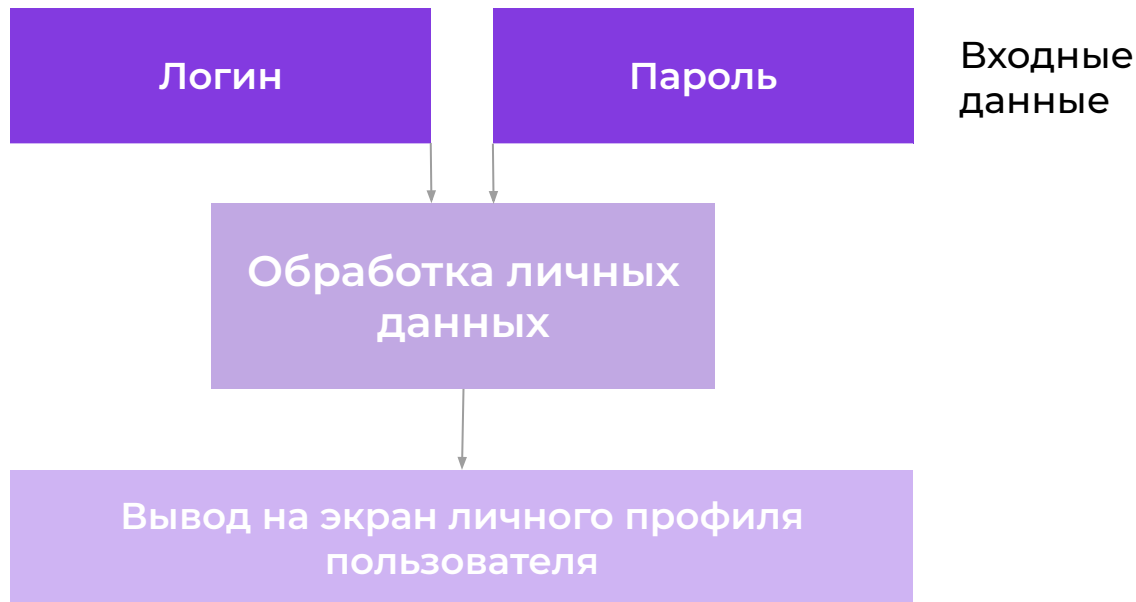 Логин
Пароль
Входные
данные
Обработка личных
данных
Вывод на экран личного профиля
пользователя